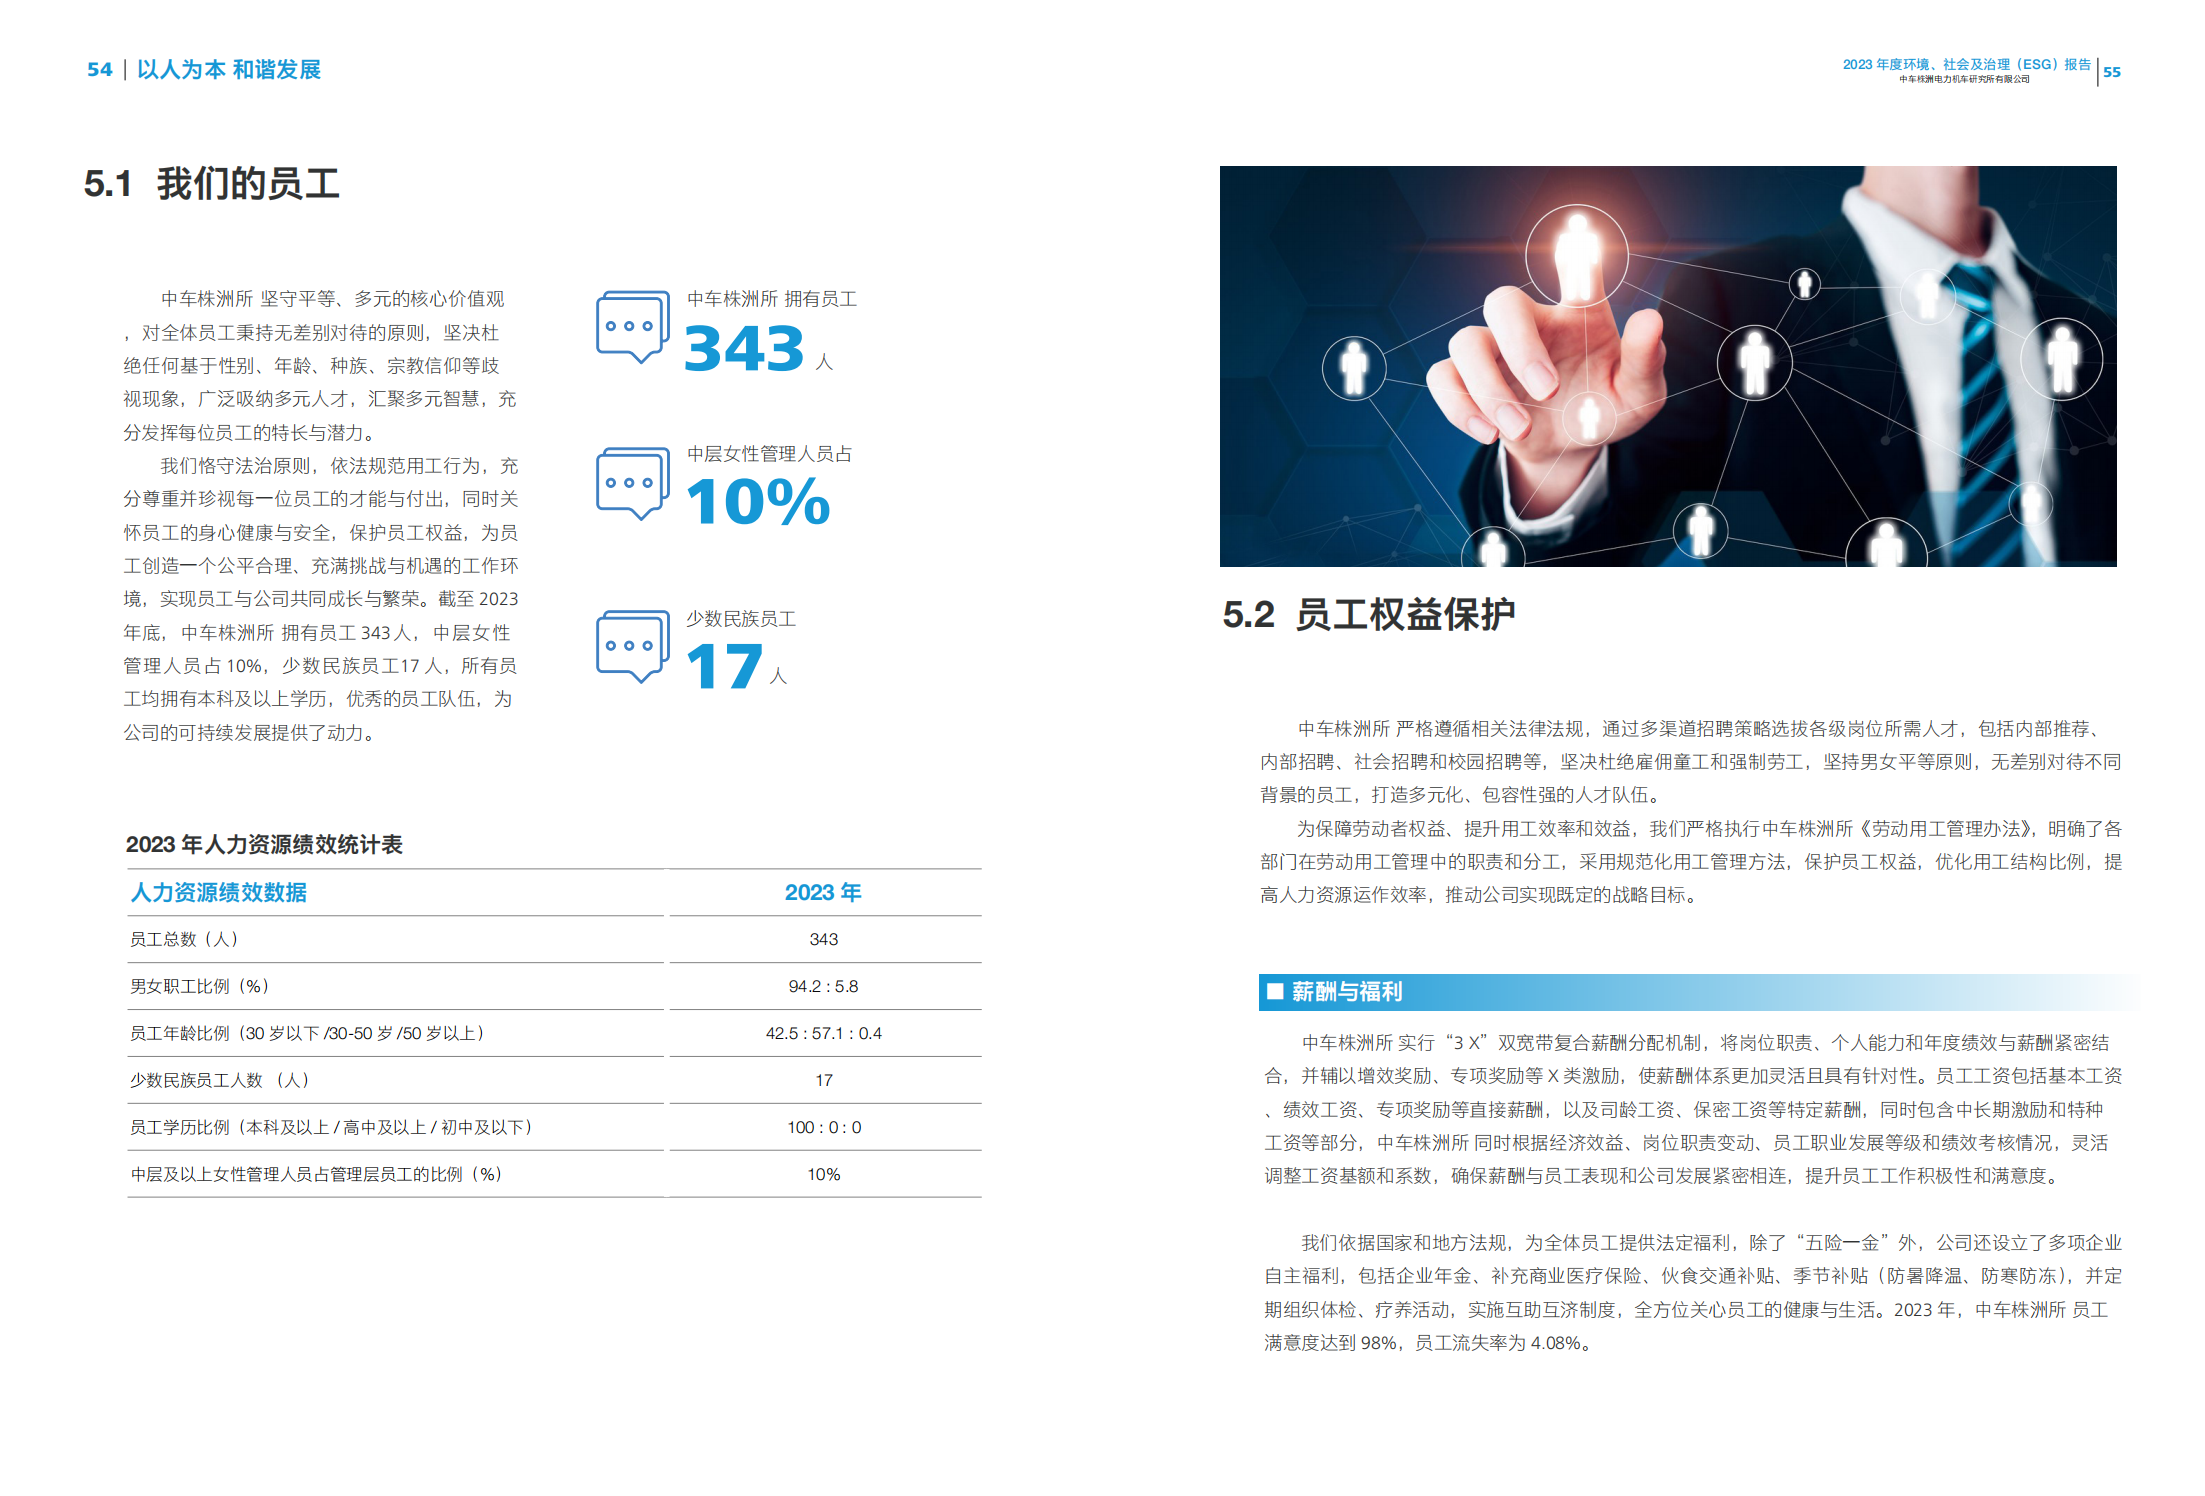 54 | 以人为本 和谐发展
5.1 我们的员工
中车株洲所 坚守平等、多元的核心价值观
，对全体员工秉持无差别对待的原则，坚决杜
绝任何基于性别、年龄、种族、宗教信仰等歧
视现象，广泛吸纳多元人才，汇聚多元智慧，充
分发挥每位员工的特长与潜力。
我们恪守法治原则，依法规范用工行为，充
分尊重并珍视每一位员工的才能与付出，同时关
怀员工的身心健康与安全，保护员工权益，为员
工创造一个公平合理、充满挑战与机遇的工作环
境，实现员工与公司共同成长与繁荣。截至 2023
年底，中车株洲所 拥有员工 343人，中层女性
管理人员占 10%，少数民族员工17 人，所有员
工均拥有本科及以上学历，优秀的员工队伍，为
公司的可持续发展提供了动力。
中车株洲所 拥有员工
343 人
中层女性管理人员占
10%
少数民族员工
17 人
2023 年人力资源绩效统计表
人力资源绩效数据 2023 年
员工总数（人） 343
男女职工比例（%） 94.2 : 5.8
员工年龄比例（30 岁以下 /30-50 岁 /50 岁以上） 42.5 : 57.1 : 0.4
少数民族员工人数 （人） 17
员工学历比例（本科及以上 / 高中及以上 / 初中及以下） 100 : 0 : 0
中层及以上女性管理人员占管理层员工的比例（%） 10%
2023 年度环境、社会及治理（ESG）报告
中车株洲电力机车研究所有限公司
55
5.2 员工权益保护
中车株洲所 严格遵循相关法律法规，通过多渠道招聘策略选拔各级岗位所需人才，包括内部推荐、
内部招聘、社会招聘和校园招聘等，坚决杜绝雇佣童工和强制劳工，坚持男女平等原则，无差别对待不同
背景的员工，打造多元化、包容性强的人才队伍。
为保障劳动者权益、提升用工效率和效益，我们严格执行中车株洲所《劳动用工管理办法》，明确了各
部门在劳动用工管理中的职责和分工，采用规范化用工管理方法，保护员工权益，优化用工结构比例，提
高人力资源运作效率，推动公司实现既定的战略目标。
■ 薪酬与福利
中车株洲所 实行“3 X”双宽带复合薪酬分配机制，将岗位职责、个人能力和年度绩效与薪酬紧密结
合，并辅以增效奖励、专项奖励等 X 类激励，使薪酬体系更加灵活且具有针对性。员工工资包括基本工资
、绩效工资、专项奖励等直接薪酬，以及司龄工资、保密工资等特定薪酬，同时包含中长期激励和特种
工资等部分，中车株洲所 同时根据经济效益、岗位职责变动、员工职业发展等级和绩效考核情况，灵活
调整工资基额和系数，确保薪酬与员工表现和公司发展紧密相连，提升员工工作积极性和满意度。
我们依据国家和地方法规，为全体员工提供法定福利，除了“五险一金”外，公司还设立了多项企业
自主福利，包括企业年金、补充商业医疗保险、伙食交通补贴、季节补贴（防暑降温、防寒防冻），并定
期组织体检、疗养活动，实施互助互济制度，全方位关心员工的健康与生活。2023 年，中车株洲所 员工
满意度达到 98%，员工流失率为 4.08%。